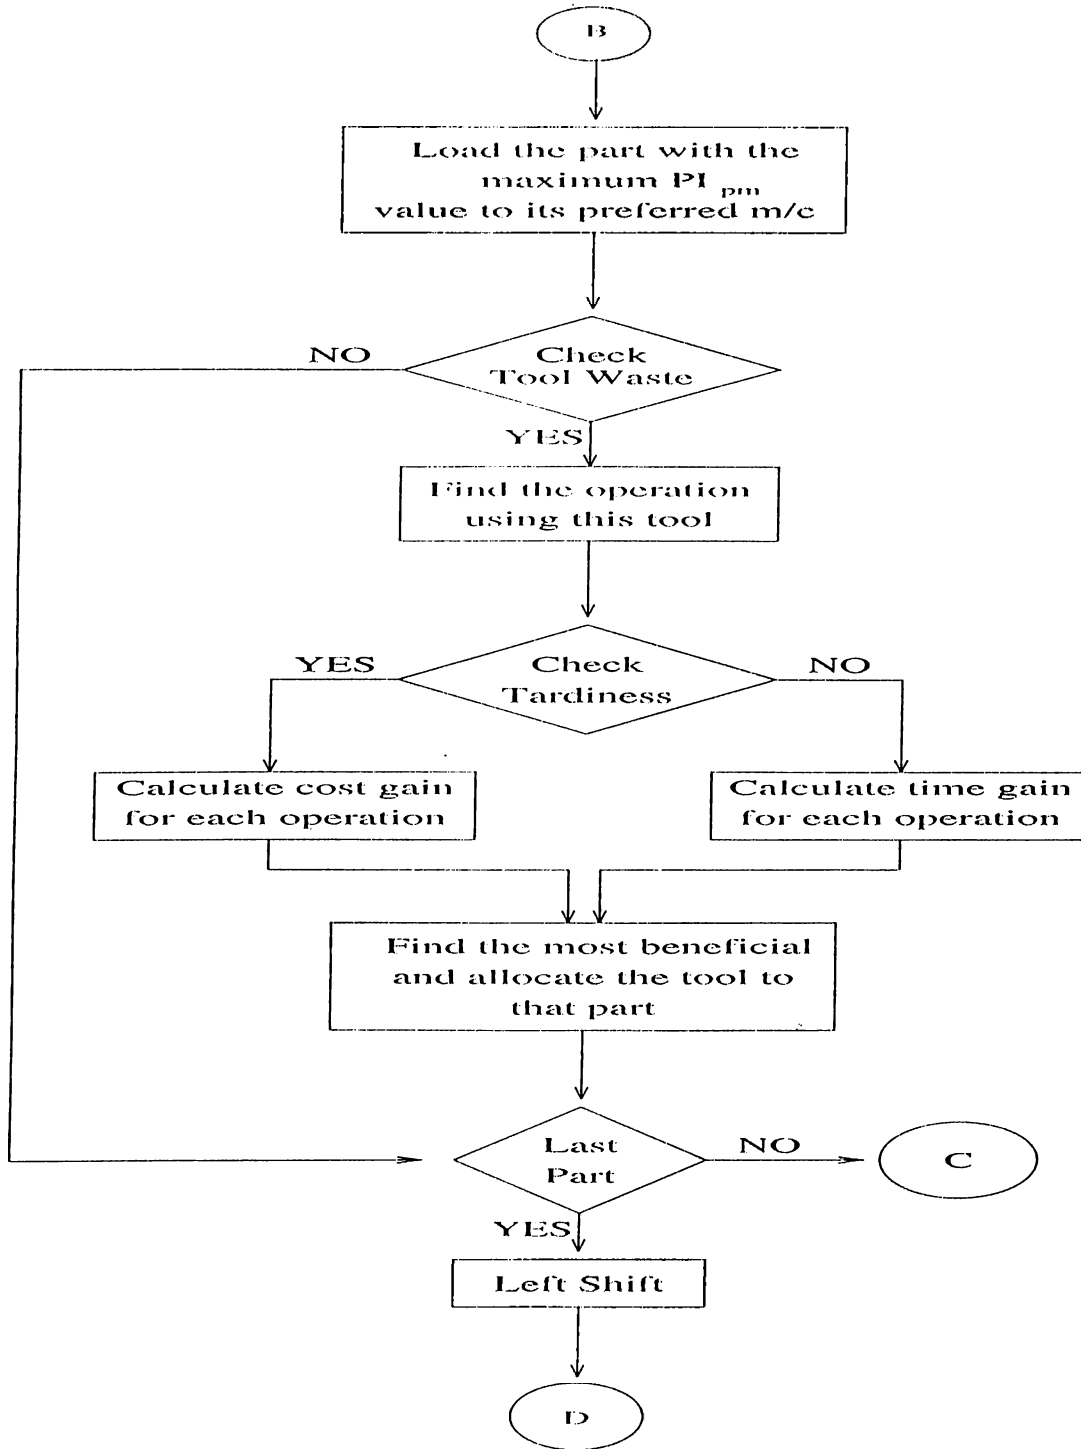 B
Load the part with the
maximum PI pm
value to its preferred m/c
NO
Check
Tool Waste
YES
Find the operation
using this tool
YES
Check
Tardiness
NO
Calculate cost gain
for each operation
Calculate time gain
for each operation
Find the most beneficial
and allocate the tool to
that part
Last
Part
NO
C
YES
Left Shift
D